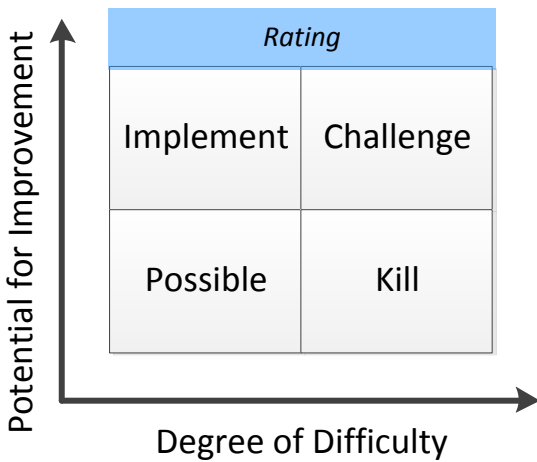 Rating
Implement
Challenge
Possible
Kill
Potential for Improvement
Degree of Difficulty